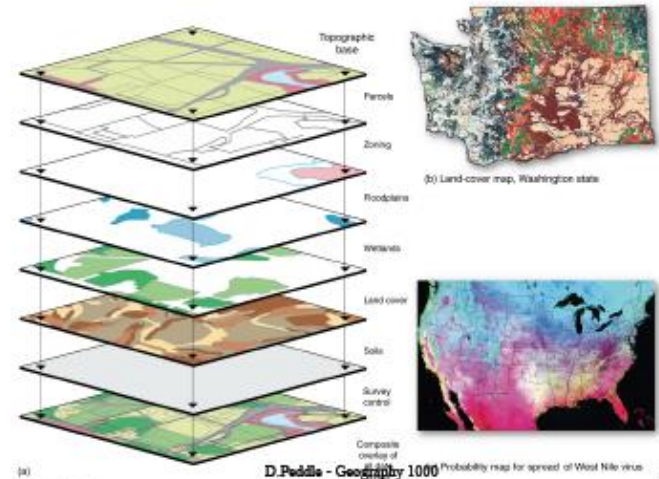 Topographic
base
Parcels
Zoning
Floodplains
Wetlands
Land cover
Soils
Survey
control
Composite
overlay of
(a)
(b) Land-cover map, Washington state
Probability map for spread of West Nile virus
D.Peddle - Geography 1000